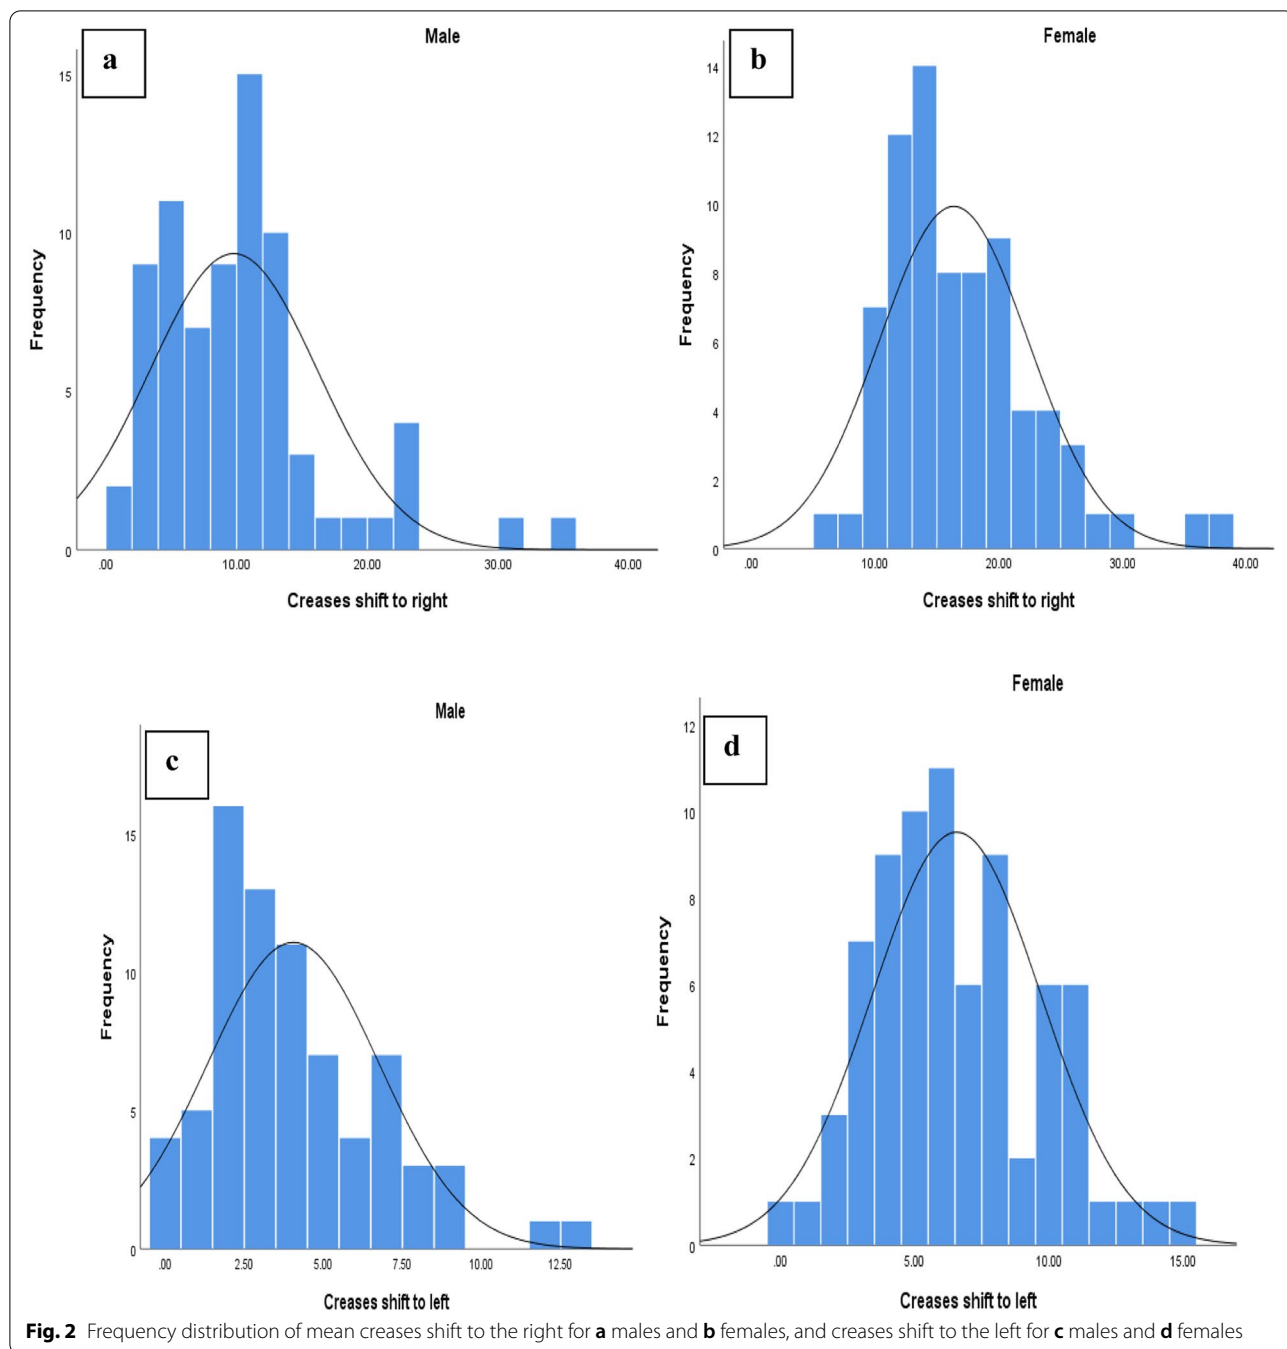 a
Male
15
10
5
0
Frequency
.00 10.00 20.00 30.00 40.00
Creases shift to right
b
Female
14
12
10
8
6
4
2
0
Frequency
.00 10.00 20.00 30.00 40.00
Creases shift to right
c
Male
15
10
5
0
Frequency
.00 2.50 5.00 7.50 10.00 12.50
Creases shift to left
d
Female
12
10
8
6
4
2
0
Frequency
.00 5.00 10.00 15.00
Creases shift to left
Fig. 2 Frequency distribution of mean creases shift to the right for a males and b females, and creases shift to the left for c males and d females